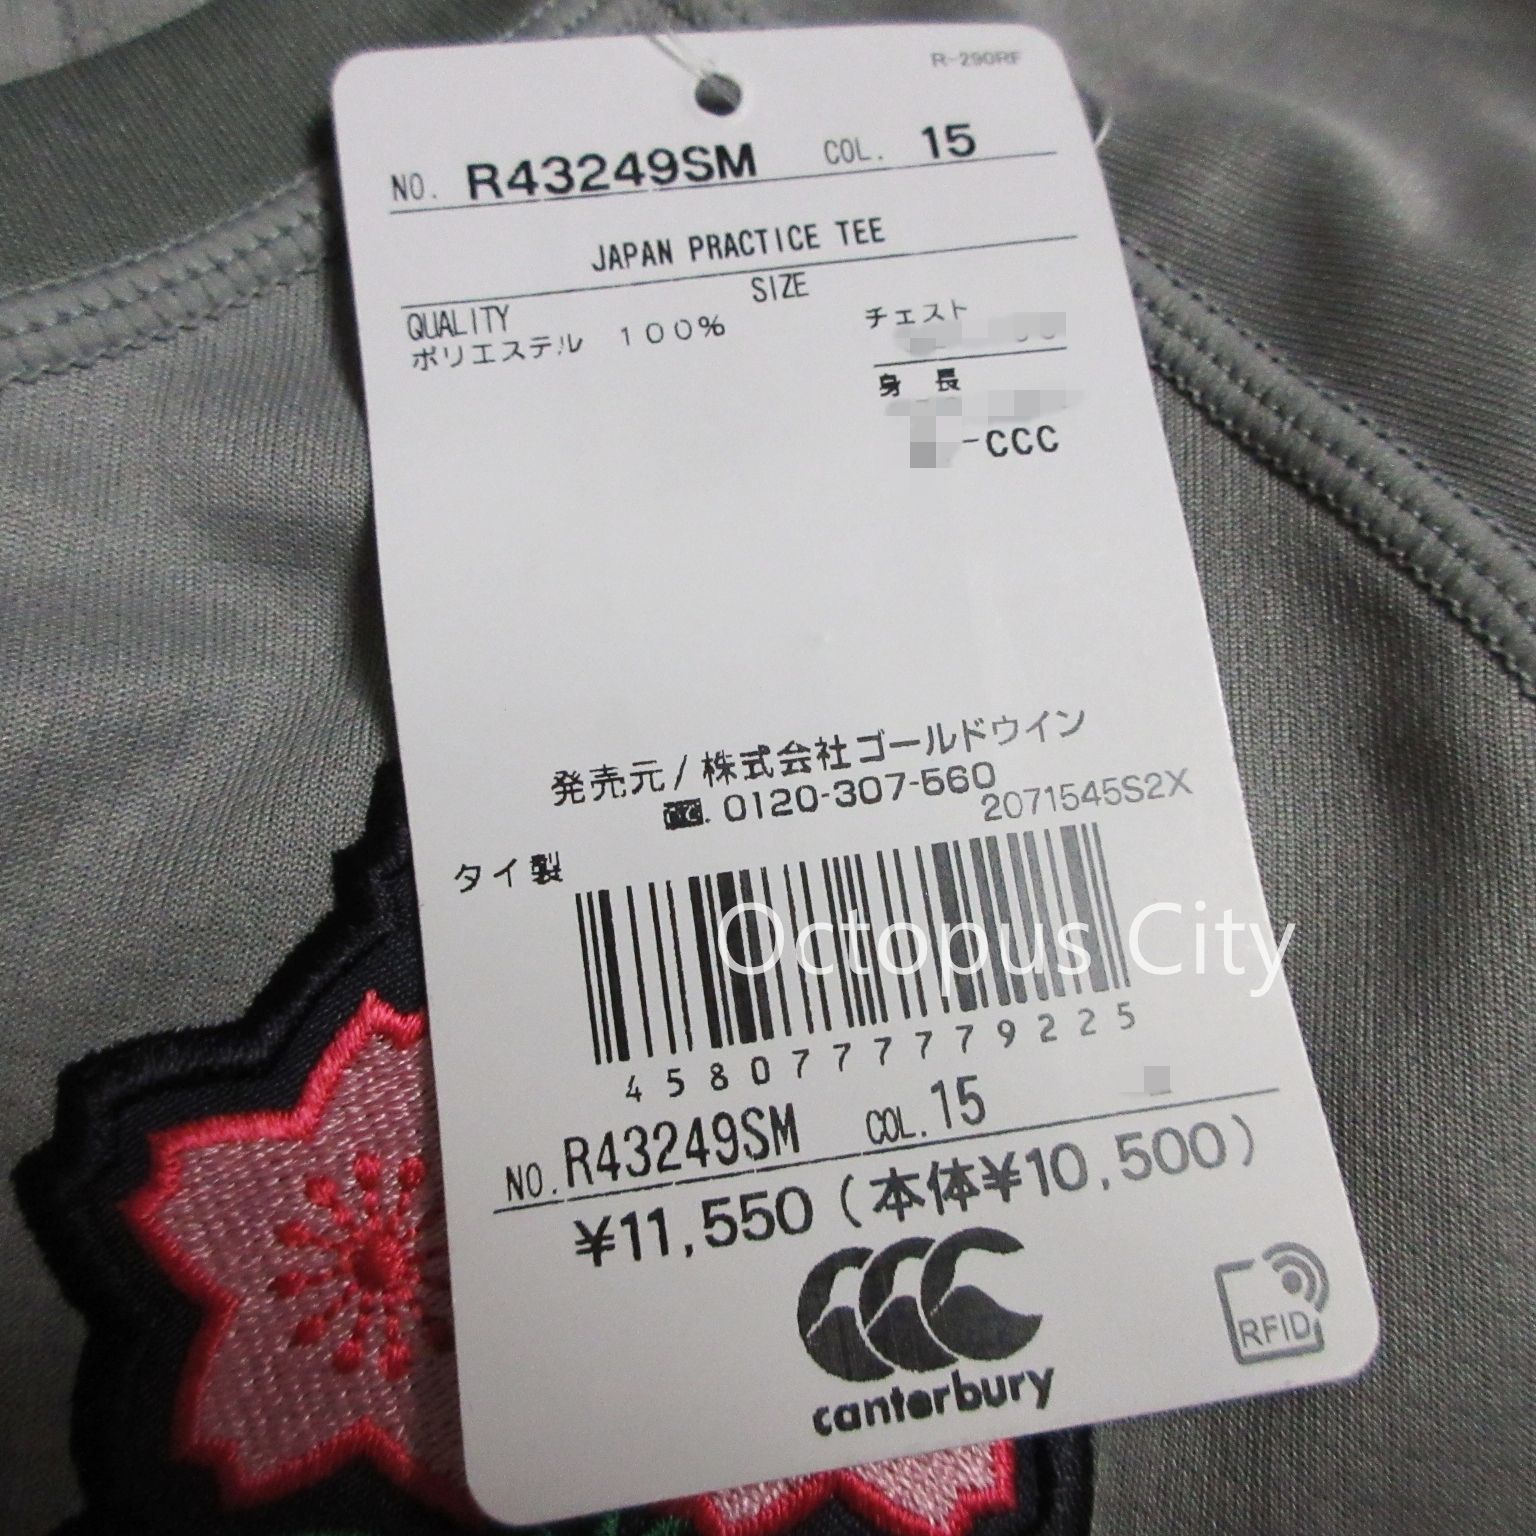 R-290RF
NO. R43249SM COL. 15
JAPAN PRACTICE TEE
QUALITY SIZE
ポリエステル 100%
チェスト
身 長
-CCC
発売元/株式会社ゴールドウイン
0120-307-560
2071545S2X
タイ製
Octopus City
4580777779225
NO. R43249SM COL. 15
¥11,550(本体¥10,500)
canterbury
RFID